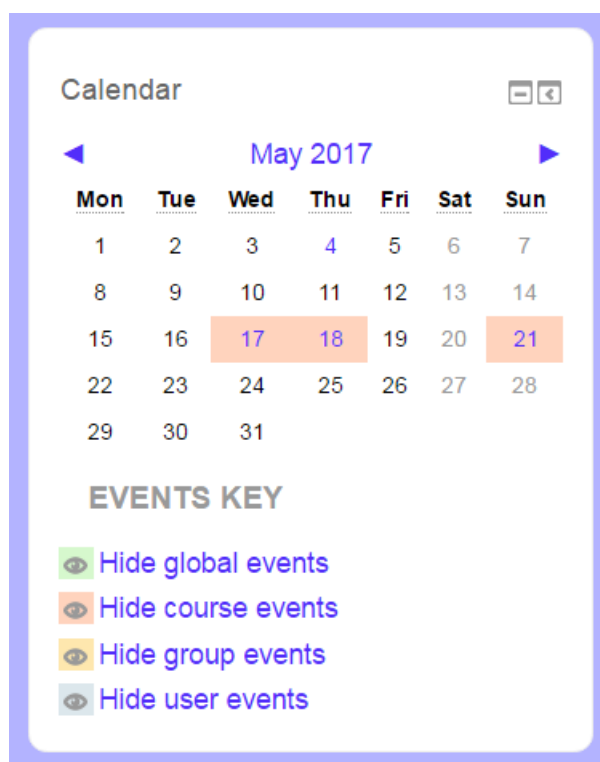 Calendar
◄ May 2017 ►
Mon Tue Wed Thu Fri Sat Sun
1 2 3 4 5 6 7
8 9 10 11 12 13 14
15 16 17 18 19 20 21
22 23 24 25 26 27 28
29 30 31
EVENTS KEY
Hide global events
Hide course events
Hide group events
Hide user events